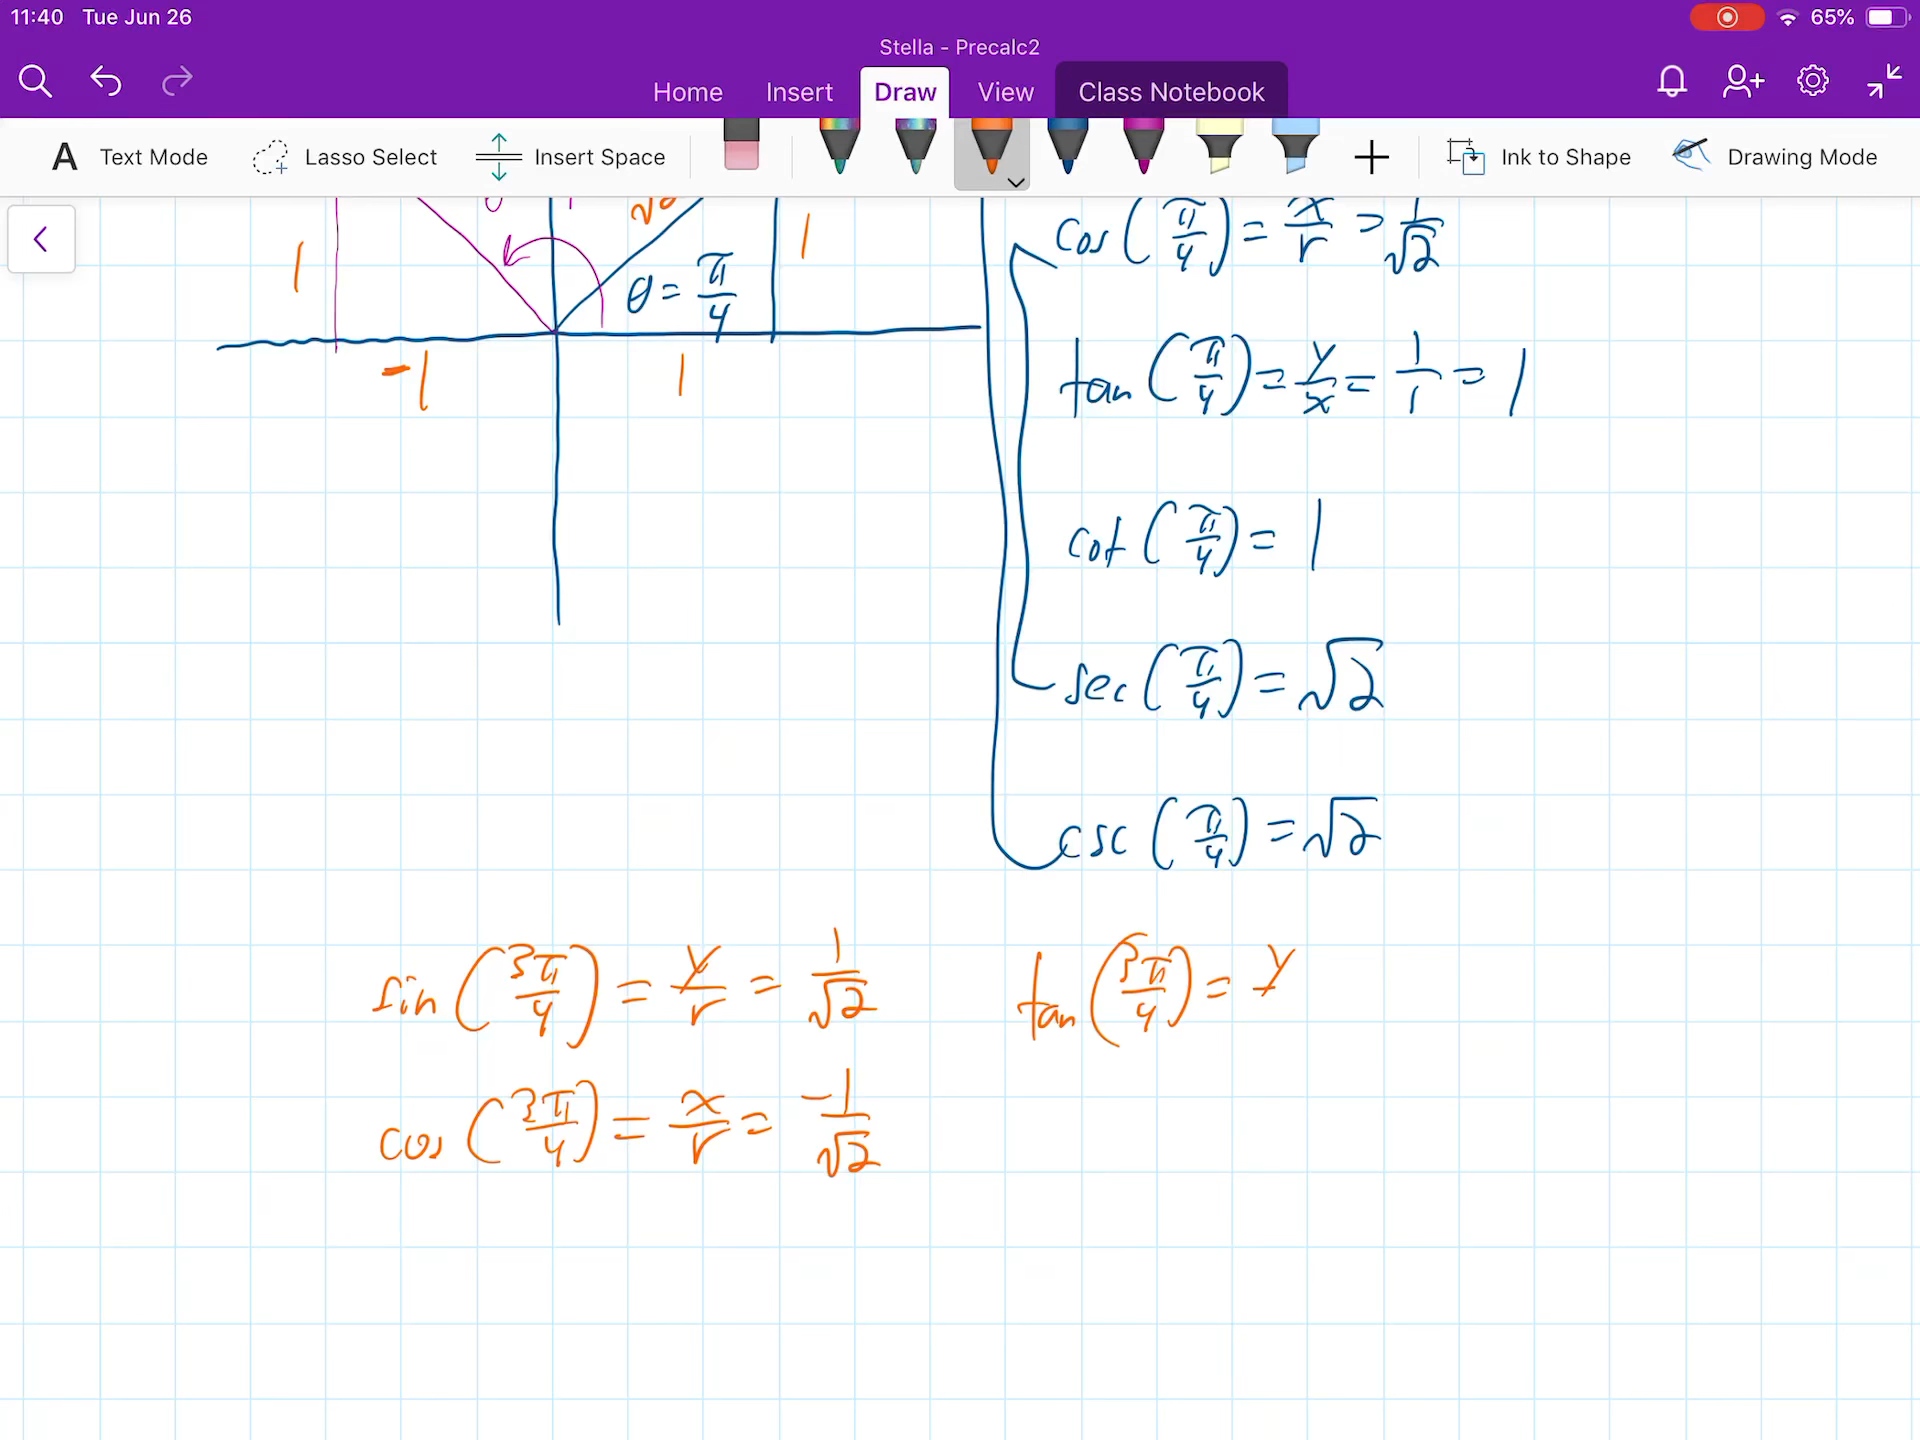 11:40 Tue Jun 26 65%
Stella - Precalc2
Home Insert Draw View Class Notebook
A Text Mode Lasso Select Insert Space Ink to Shape Drawing Mode
cos(π/4) = x/r = 1/√2
1 1
θ = π/4
-1 1
tan(π/4) = y/x = 1/1 = 1
cot(π/4) = 1
sec(π/4) = √2
csc(π/4) = √2
sin(3π/4) = y/r = 1/√2 tan(3π/4) = y
cos(3π/4) = x/r = -1/√2